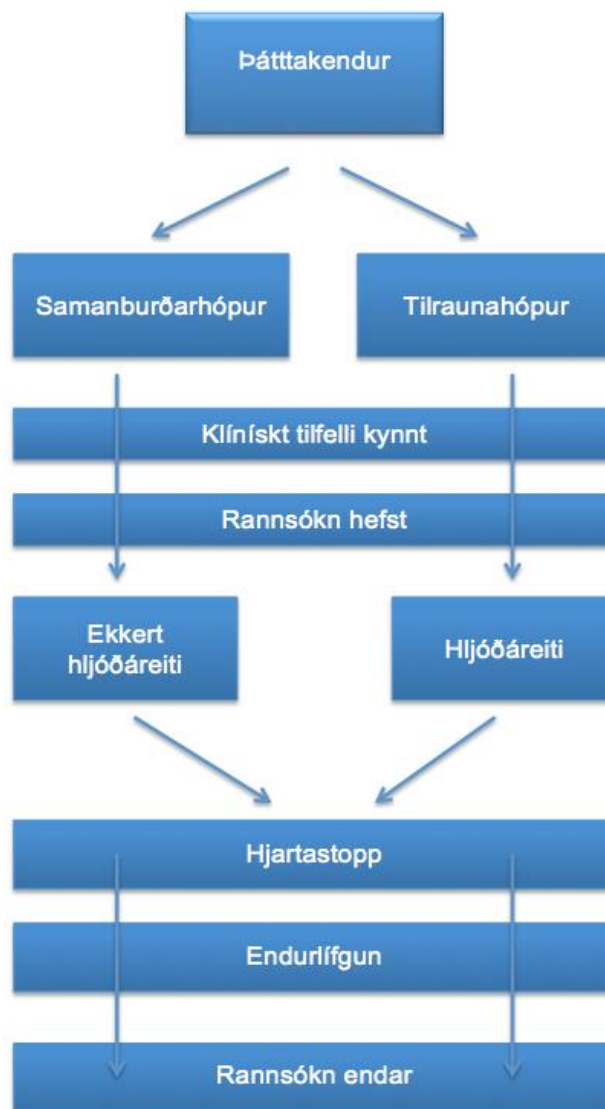 Þátttakendur
Samanburðarhópur
Tilraunahópur
Klínískt tilfelli kynnt
Rannsókn hefst
Ekkert
hljóðáreiti
Hljóðáreiti
Hjartastopp
Endurlífgun
Rannsókn endar